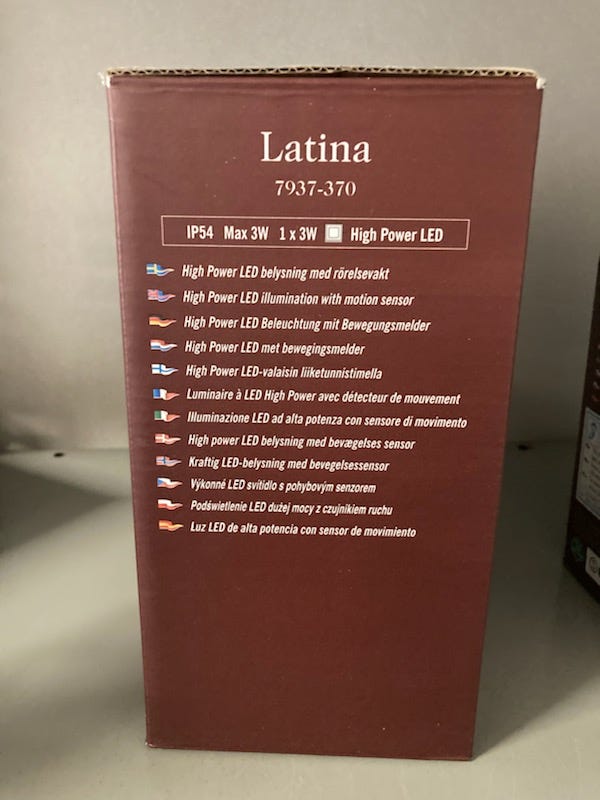 Latina
7937-370
IP54 Max 3W 1 x 3W High Power LED
High Power LED belysning med rörelsevakt
High Power LED illumination with motion sensor
High Power LED Beleuchtung mit Bewegungsmelder
High Power LED met bewegingsmelder
High Power LED-valaisin liiketunnistimella
Luminaire à LED High Power avec détecteur de mouvement
Illuminazione LED ad alta potenza con sensore di movimento
High power LED belysning med bevægelses sensor
Kraftig LED-belysning med bevegelsessensor
Výkonné LED svítidlo s pohybovým senzorem
Podświetlenie LED dużej mocy z czujnikiem ruchu
Luz LED de alta potencia con sensor de movimiento